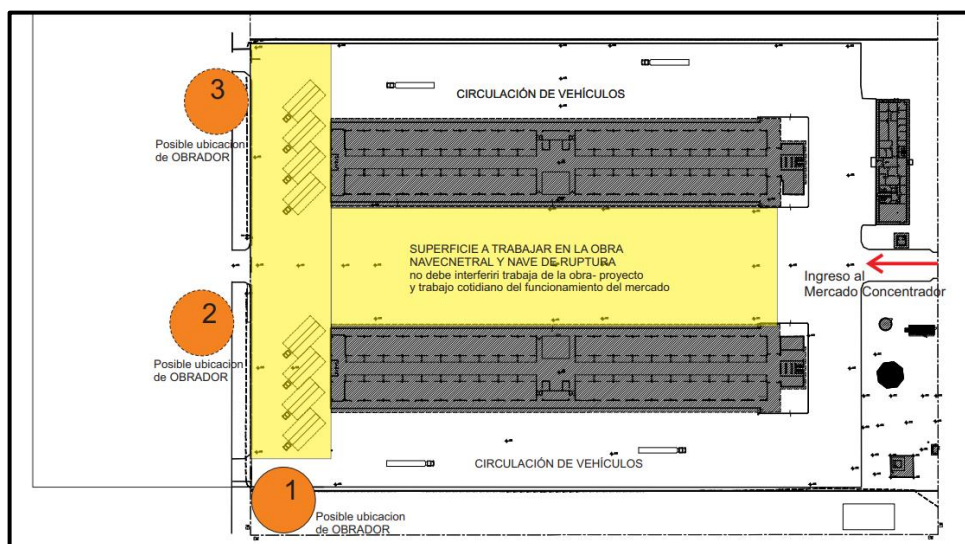 3
Posible ubicacion
de OBRADOR
CIRCULACIÓN DE VEHÍCULOS
SUPERFICIE A TRABAJAR EN LA OBRA
NAVECNETRAL Y NAVE DE RUPTURA
no debe interferiri trabaja de la obra- proyecto
y trabajo cotidiano del funcionamiento del mercado
Ingreso al
Mercado Concentrador
2
Posible ubicacion
de OBRADOR
CIRCULACIÓN DE VEHÍCULOS
1
Posible ubicacion
de OBRADOR